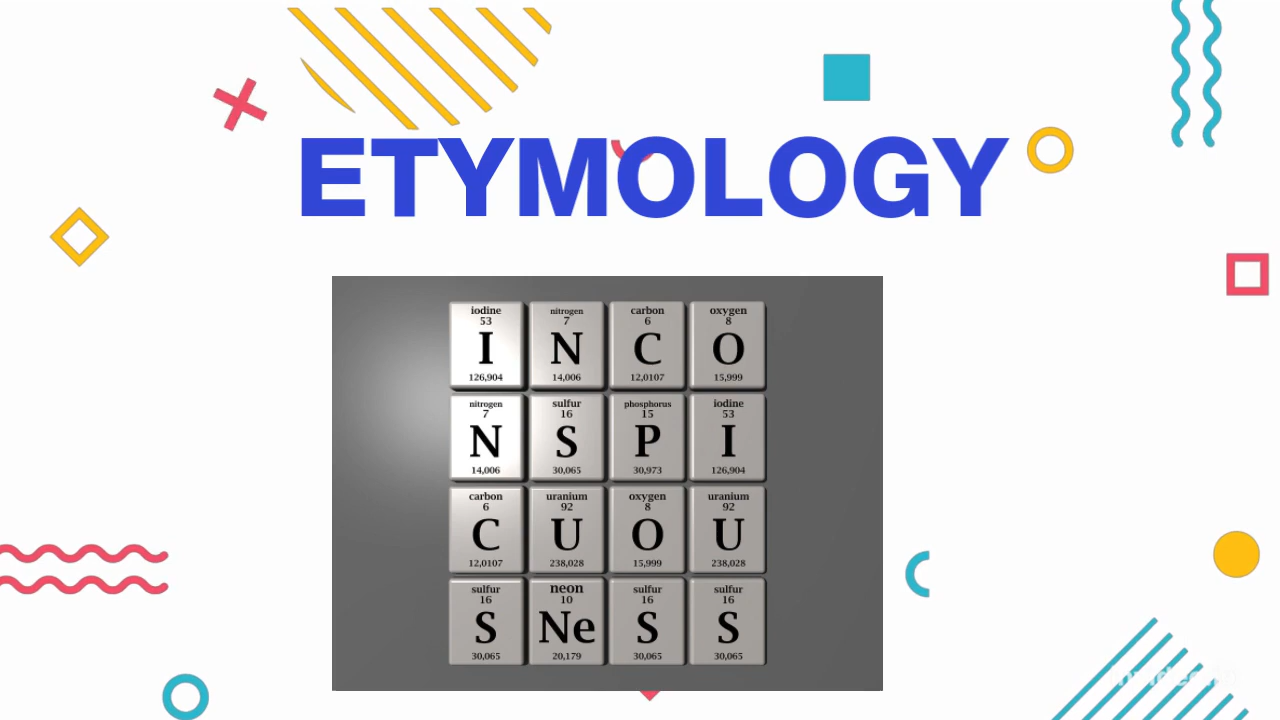 ETYMOLOGY
iodine nitrogen carbon oxygen
53 7 6 8
I N C O
126,904 14,006 12,0107 15,999
nitrogen sulfur phosphorus iodine
7 16 15 53
N S P I
14,006 30,065 30,973 126,904
carbon uranium oxygen uranium
6 92 8 92
C U O U
12,0107 238,028 15,999 238,028
sulfur neon sulfur sulfur
16 10 16 16
S Ne S S
30,065 20,179 30,065 30,065